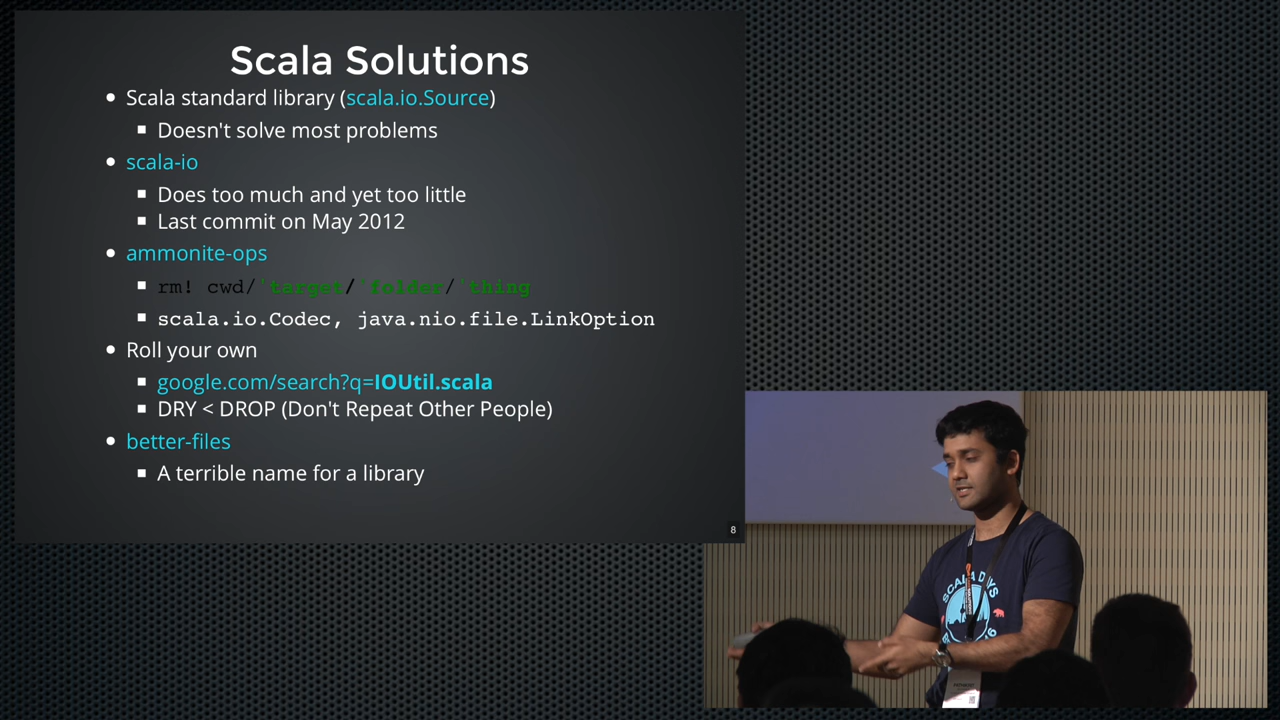 Scala Solutions
Scala standard library (scala.io.Source)
Doesn't solve most problems
scala-io
Does too much and yet too little
Last commit on May 2012
ammonite-ops
rm! cwd/'target/'folder/'thing
scala.io.Codec, java.nio.file.LinkOption
Roll your own
google.com/search?q=IOUtil.scala
DRY < DROP (Don't Repeat Other People)
better-files
A terrible name for a library
8
SCALA DAYS